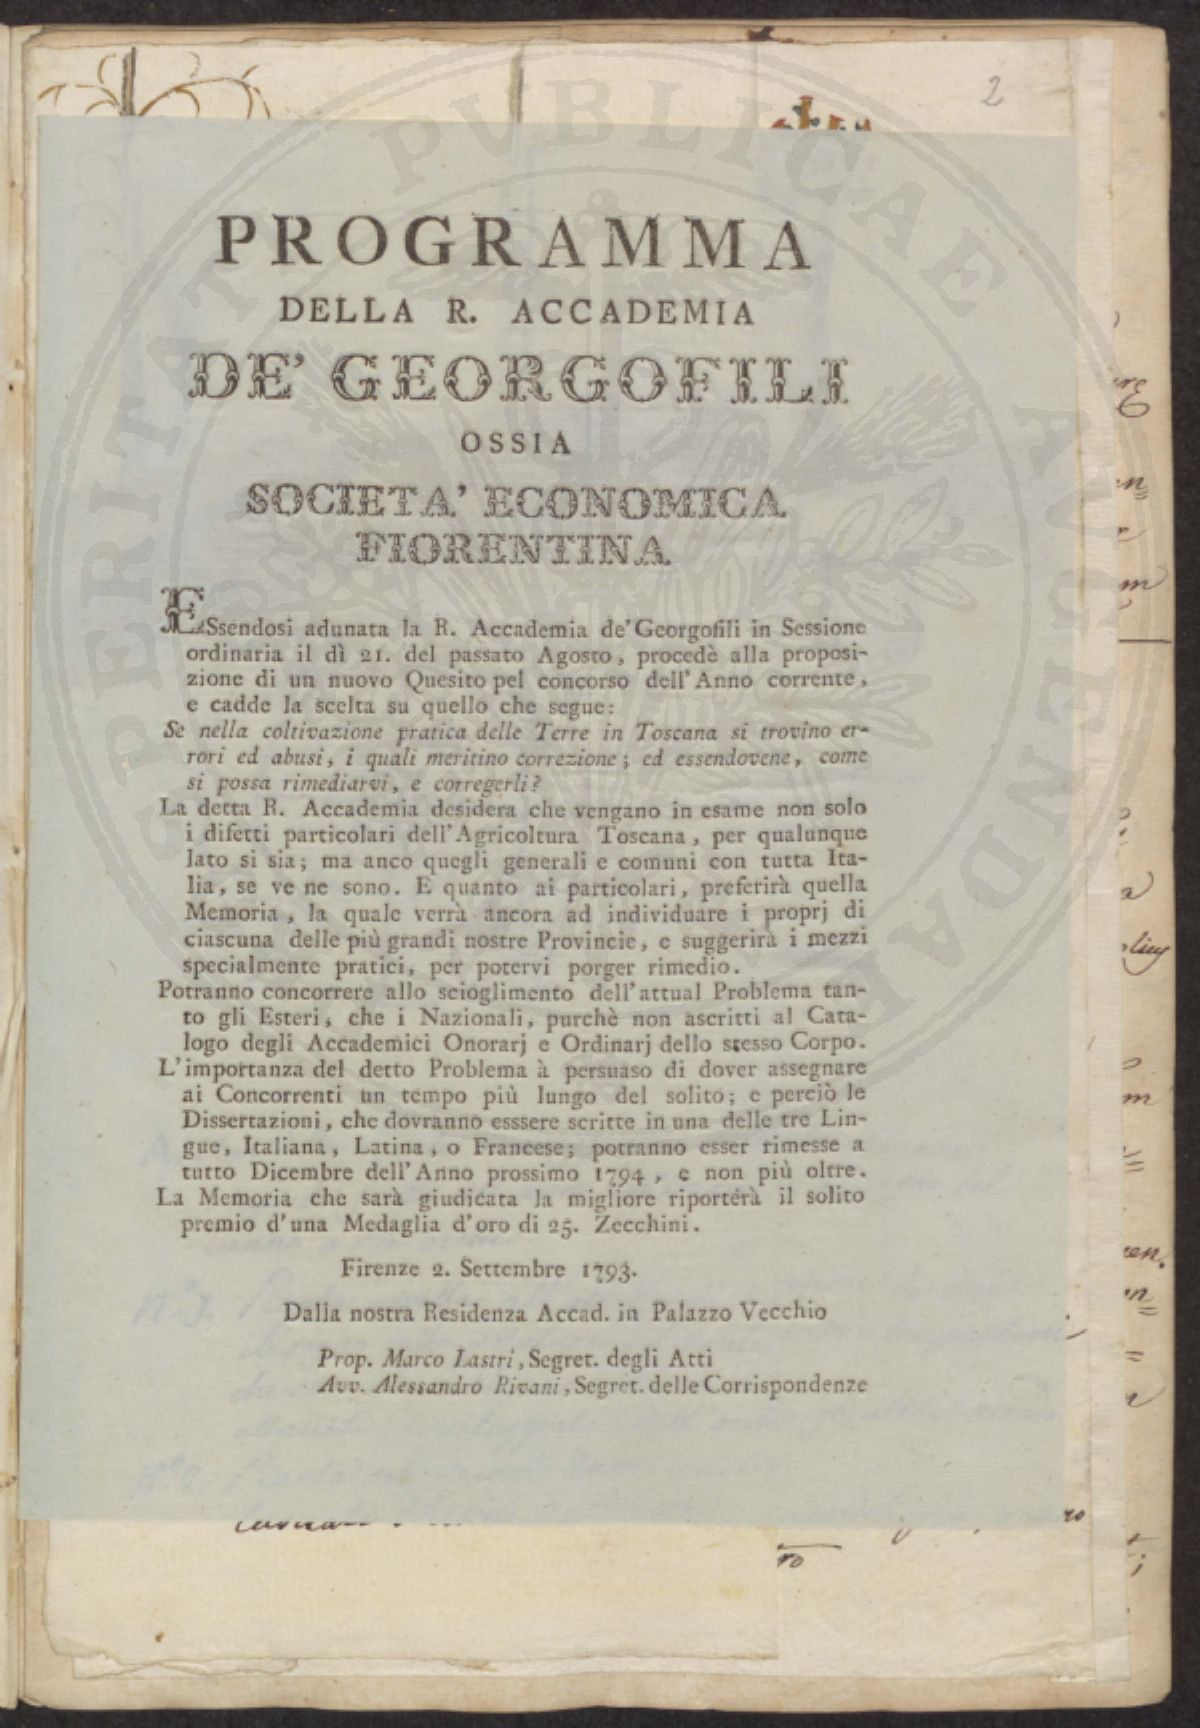 2
PROGRAMMA
DELLA R. ACCADEMIA
DE' GEORGOFILI
OSSIA
SOCIETA' ECONOMICA
FIORENTINA
ESsendosi adunata la R. Accademia de' Georgofili in Sessione
ordinaria il dì 21. del passato Agosto, procedè alla proposi-
zione di un nuovo Quesito pel concorso dell'Anno corrente,
e cadde la scelta su quello che segue:
Se nella coltivazione pratica delle Terre in Toscana si trovino er-
rori ed abusi, i quali meritino correzione; ed essendovene, come
si possa rimediarvi, e corregerli?
La detta R. Accademia desidera che vengano in esame non solo
i difetti particolari dell'Agricoltura Toscana, per qualunque
lato si sia; ma anco quegli generali e comuni con tutta Ita-
lia, se ve ne sono. E quanto ai particolari, preferirà quella
Memoria, la quale verrà ancora ad individuare i proprj di
ciascuna delle più grandi nostre Provincie, e suggerirà i mezzi
specialmente pratici, per potervi porger rimedio.
Potranno concorrere allo scioglimento dell'attual Problema tan-
to gli Esteri, che i Nazionali, purchè non ascritti al Cata-
logo degli Accademici Onorarj e Ordinarj dello stesso Corpo.
L'importanza del detto Problema à persuaso di dover assegnare
ai Concorrenti un tempo più lungo del solito; e perciò le
Dissertazioni, che dovranno esssere scritte in una delle tre Lin-
gue, Italiana, Latina, o Francese; potranno esser rimesse a
tutto Dicembre dell'Anno prossimo 1794, e non più oltre.
La Memoria che sarà giudicata la migliore riporterà il solito
premio d'una Medaglia d'oro di 25. Zecchini.
Firenze 2. Settembre 1793.
Dalla nostra Residenza Accad. in Palazzo Vecchio
Prop. Marco Lastri, Segret. degli Atti
Avv. Alessandro Rivani, Segret. delle Corrispondenze
PROSPERITATI PVBLICAE AVGENDAE